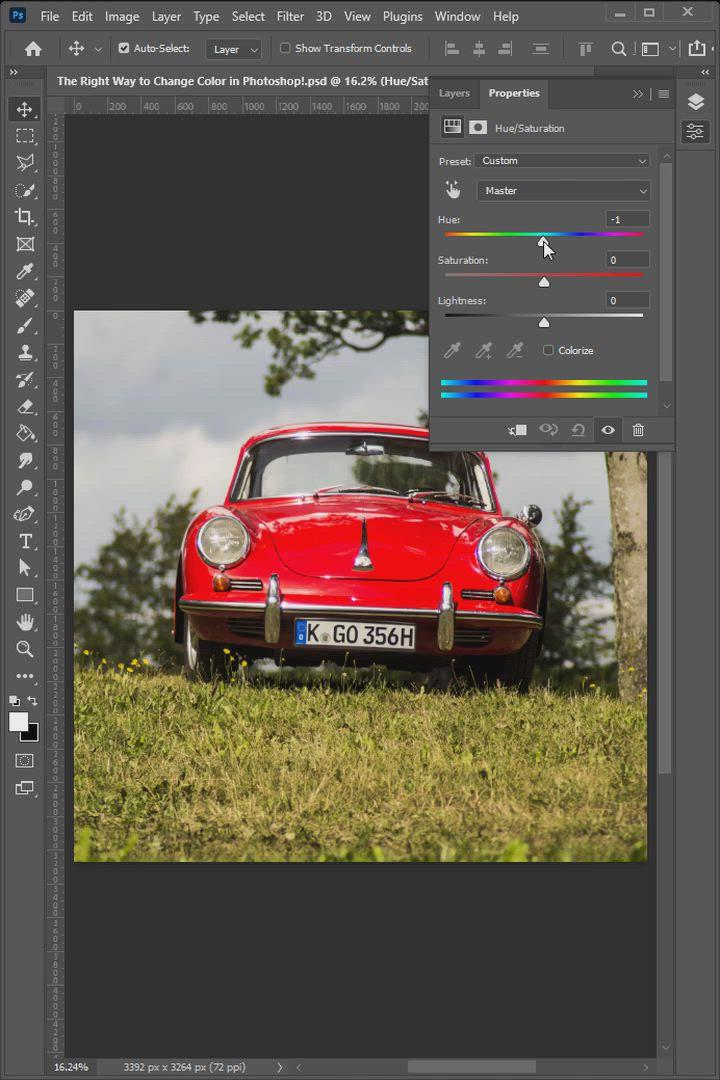 Ps File Edit Image Layer Type Select Filter 3D View Plugins Window Help
Auto-Select: Layer Show Transform Controls
The Right Way to Change Color in Photoshop!.psd @ 16.2% (Hue/Sat
Layers Properties
0 200 400 600 800 1000 1200 1400 1600 1800
Hue/Saturation
Preset: Custom
Master
Hue: -1
Saturation: 0
Lightness: 0
Colorize
K GO 356H
16.24% 3392 px x 3264 px (72 ppi)